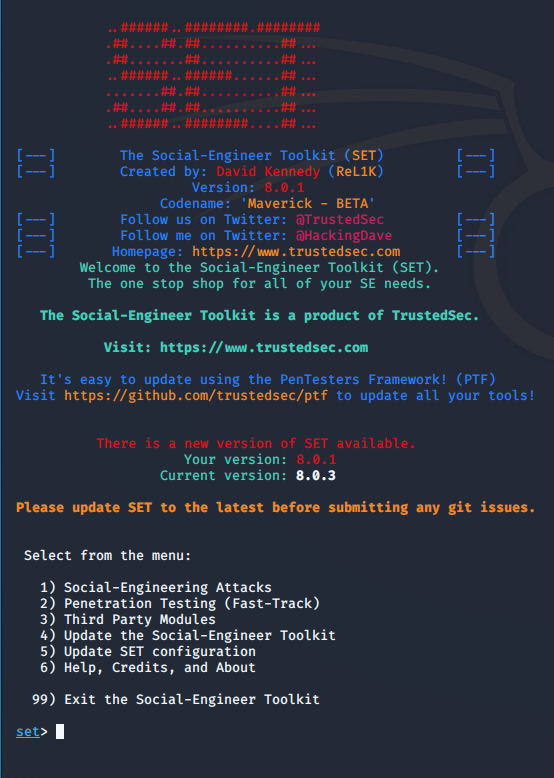 ..######..########.########
.##....##.##..........##...
.##.......##..........##...
..######..######......##...
.......##.##..........##...
.##....##.##..........##...
..######..########....##...
[---] The Social-Engineer Toolkit (SET) [---]
[---] Created by: David Kennedy (ReL1K) [---]
Version: 8.0.1
Codename: 'Maverick - BETA'
[---] Follow us on Twitter: @TrustedSec [---]
[---] Follow me on Twitter: @HackingDave [---]
[---] Homepage: https://www.trustedsec.com [---]
Welcome to the Social-Engineer Toolkit (SET).
The one stop shop for all of your SE needs.
The Social-Engineer Toolkit is a product of TrustedSec.
Visit: https://www.trustedsec.com
It's easy to update using the PenTesters Framework! (PTF)
Visit https://github.com/trustedsec/ptf to update all your tools!
There is a new version of SET available.
Your version: 8.0.1
Current version: 8.0.3
Please update SET to the latest before submitting any git issues.
Select from the menu:
1) Social-Engineering Attacks
2) Penetration Testing (Fast-Track)
3) Third Party Modules
4) Update the Social-Engineer Toolkit
5) Update SET configuration
6) Help, Credits, and About
99) Exit the Social-Engineer Toolkit
set>